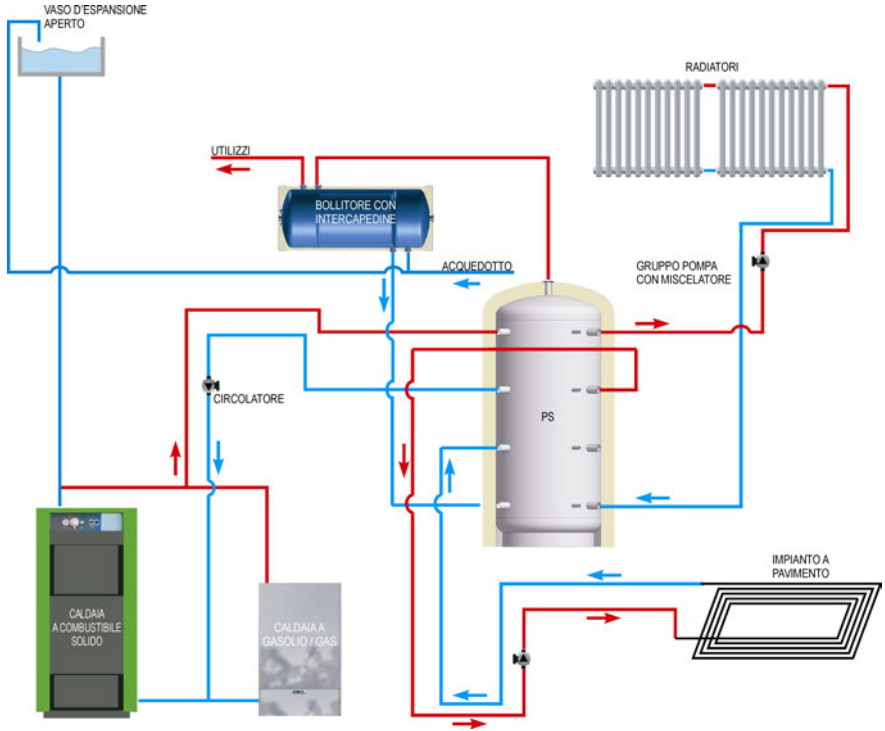 VASO D'ESPANSIONE
APERTO
RADIATORI
UTILIZZI
BOLLITORE CON
INTERCAPEDINE
ACQUEDOTTO
GRUPPO POMPA
CON MISCELATORE
CIRCOLATORE
PS
IMPIANTO A
PAVIMENTO
CALDAIA
A COMBUSTIBILE
SOLIDO
CALDAIA A
GASOLIO / GAS